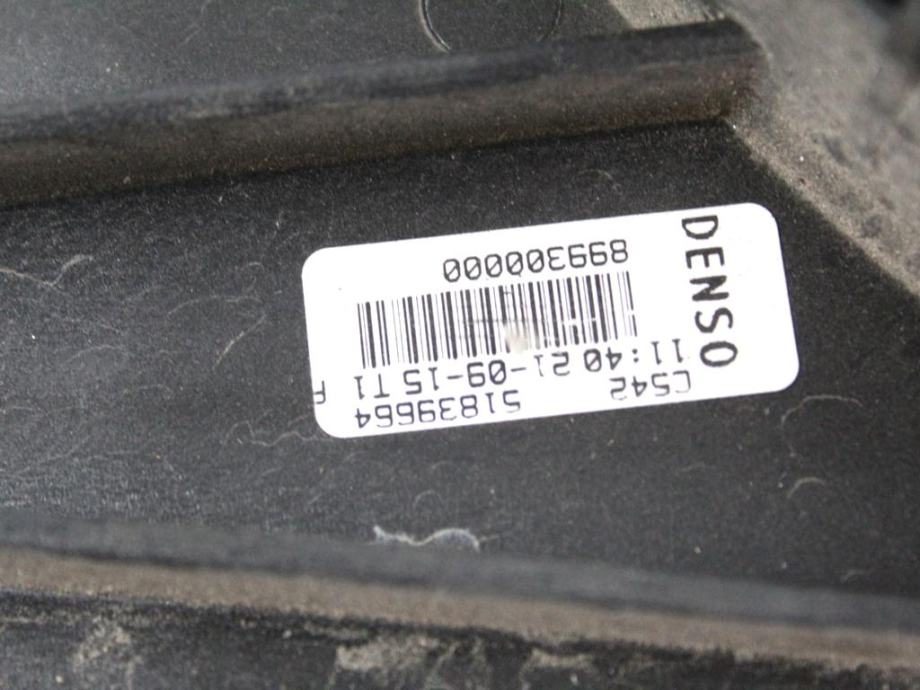 C542 51839664
11:40 21-09-15 T1 F
899300000
DENSO